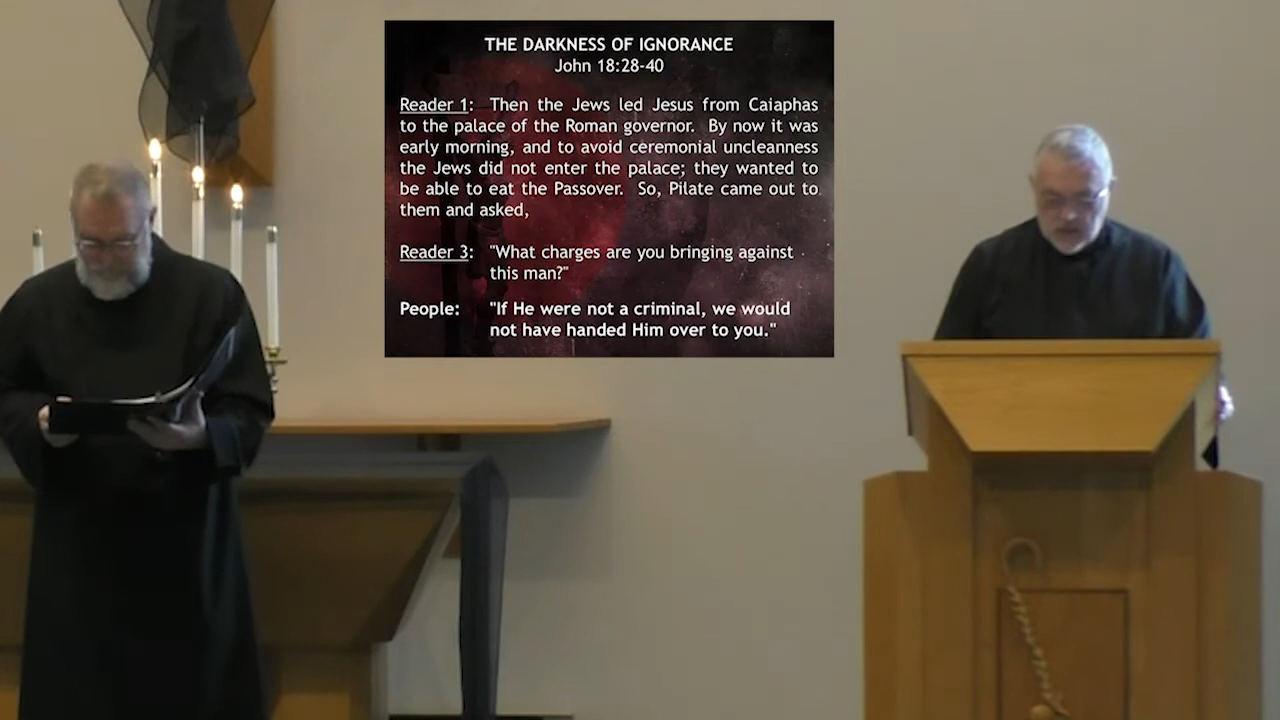 THE DARKNESS OF IGNORANCE
John 18:28-40
Reader 1: Then the Jews led Jesus from Caiaphas
to the palace of the Roman governor. By now it was
early morning, and to avoid ceremonial uncleanness
the Jews did not enter the palace; they wanted to
be able to eat the Passover. So, Pilate came out to
them and asked,
Reader 3: "What charges are you bringing against
this man?"
People: "If He were not a criminal, we would
not have handed Him over to you."